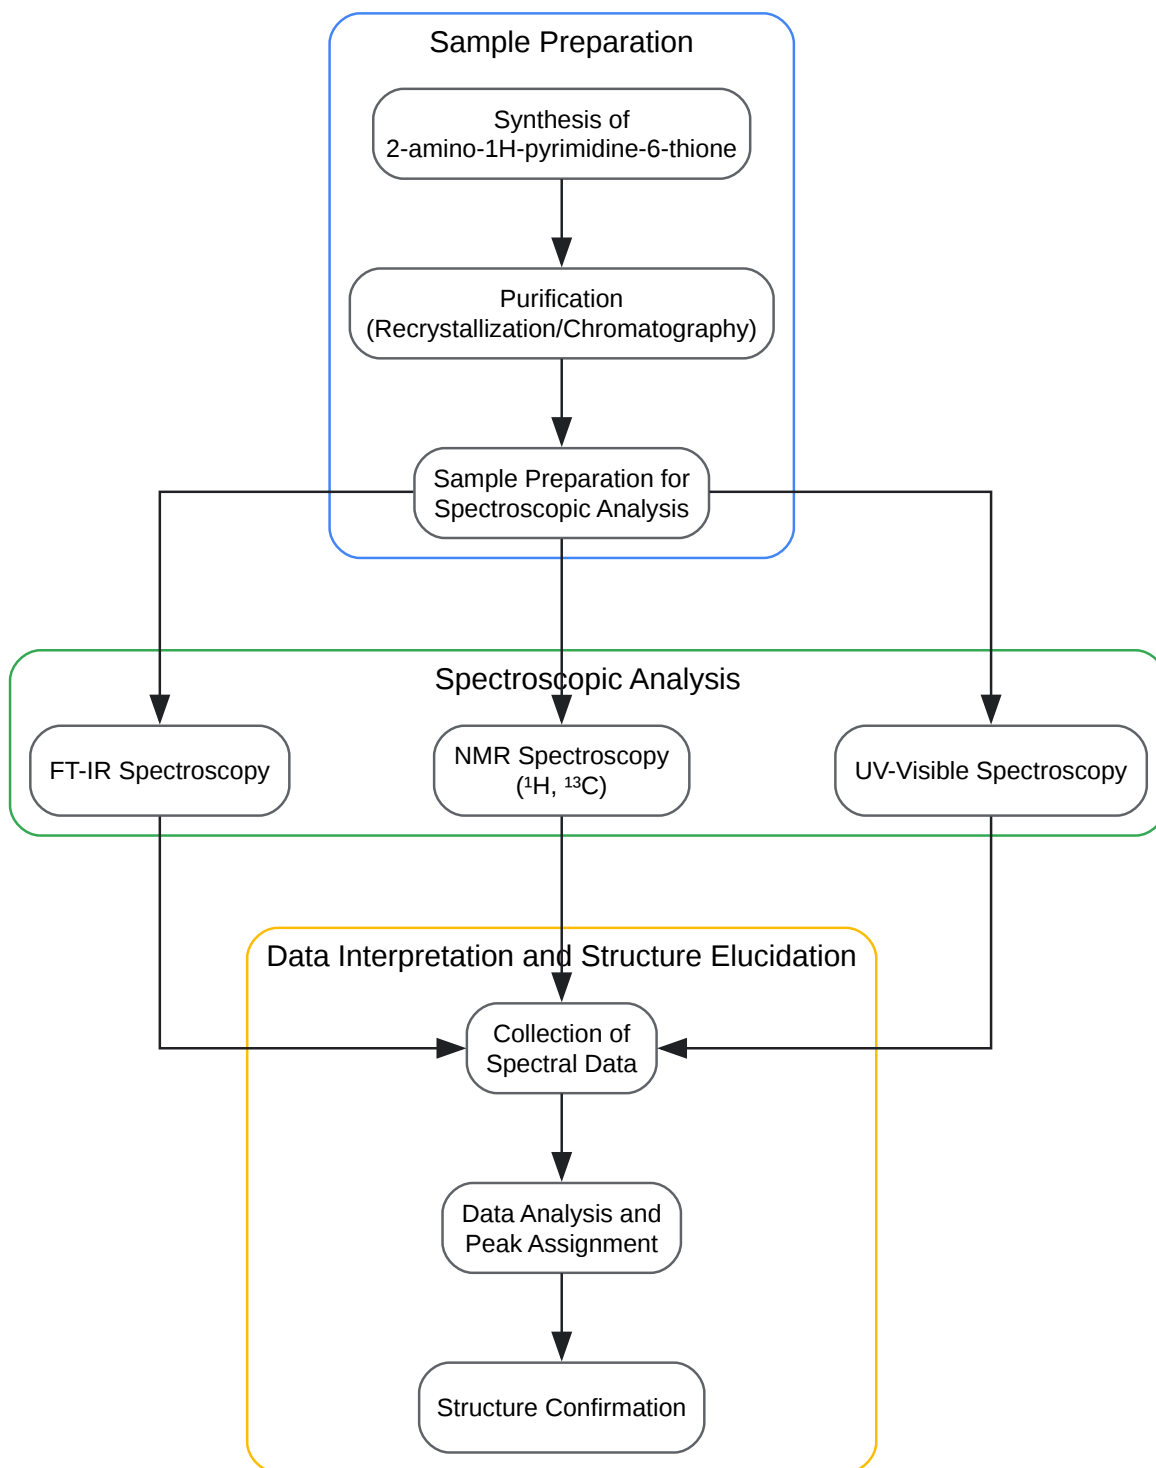 Sample Preparation
Synthesis of
2-amino-1H-pyrimidine-6-thione
Purification
(Recrystallization/Chromatography)
Sample Preparation for
Spectroscopic Analysis
Spectroscopic Analysis
FT-IR Spectroscopy
NMR Spectroscopy
(¹H, ¹³C)
UV-Visible Spectroscopy
Data Interpretation and Structure Elucidation
Collection of
Spectral Data
Data Analysis and
Peak Assignment
Structure Confirmation